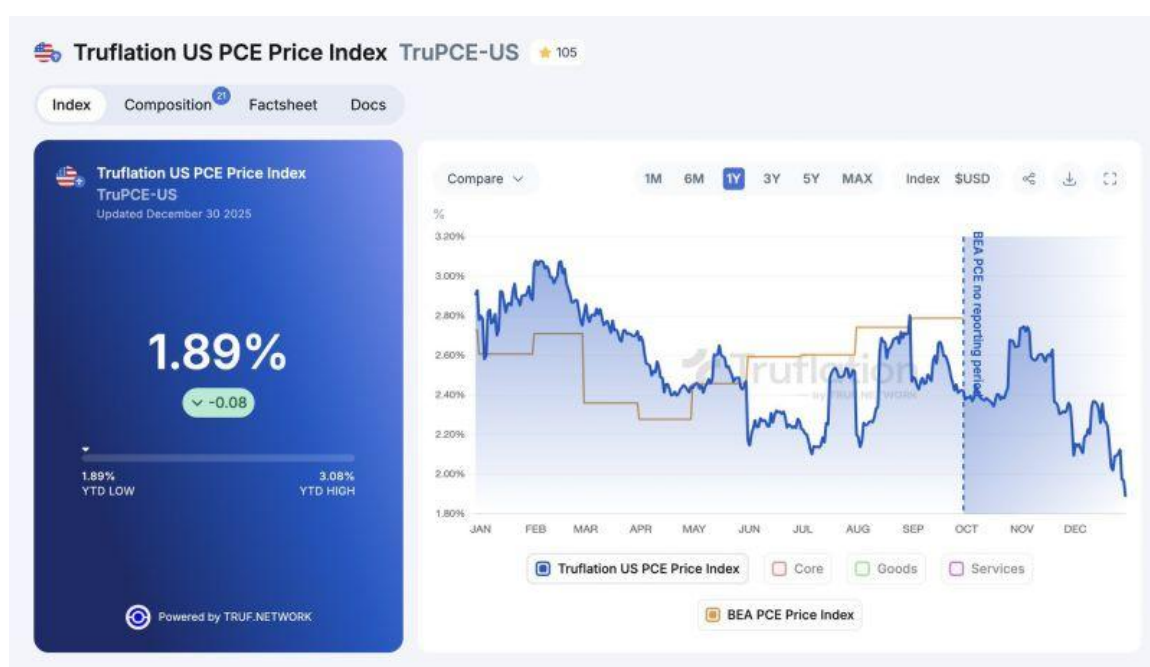 Truflation US PCE Price Index TruPCE-US 105
Index Composition 21 Factsheet Docs
Truflation US PCE Price Index
TruPCE-US
Updated December 30 2025
1.89%
-0.08
1.89% 3.08%
YTD LOW YTD HIGH
Powered by TRUF.NETWORK
Compare 1M 6M 1Y 3Y 5Y MAX Index $USD
%
3.20%
3.00%
2.80%
2.60%
2.40%
2.20%
2.00%
1.80%
BEA PCE no reporting period
Truflation
by TRUF.NETWORK
JAN FEB MAR APR MAY JUN JUL AUG SEP OCT NOV DEC
Truflation US PCE Price Index Core Goods Services
BEA PCE Price Index